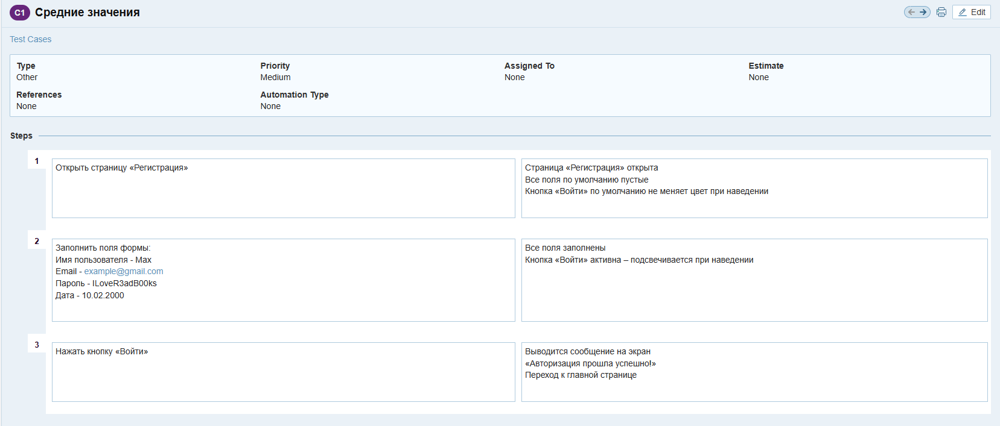 C1 Средние значения
Edit
Test Cases
Type Priority Assigned To Estimate
Other Medium None None
References Automation Type
None None
Steps
1
Открыть страницу «Регистрация»
Страница «Регистрация» открыта
Все поля по умолчанию пустые
Кнопка «Войти» по умолчанию не меняет цвет при наведении
2
Заполнить поля формы:
Имя пользователя - Max
Email - example@gmail.com
Пароль - ILoveR3adB00ks
Дата - 10.02.2000
Все поля заполнены
Кнопка «Войти» активна – подсвечивается при наведении
3
Нажать кнопку «Войти»
Выводится сообщение на экран
«Авторизация прошла успешно!»
Переход к главной странице